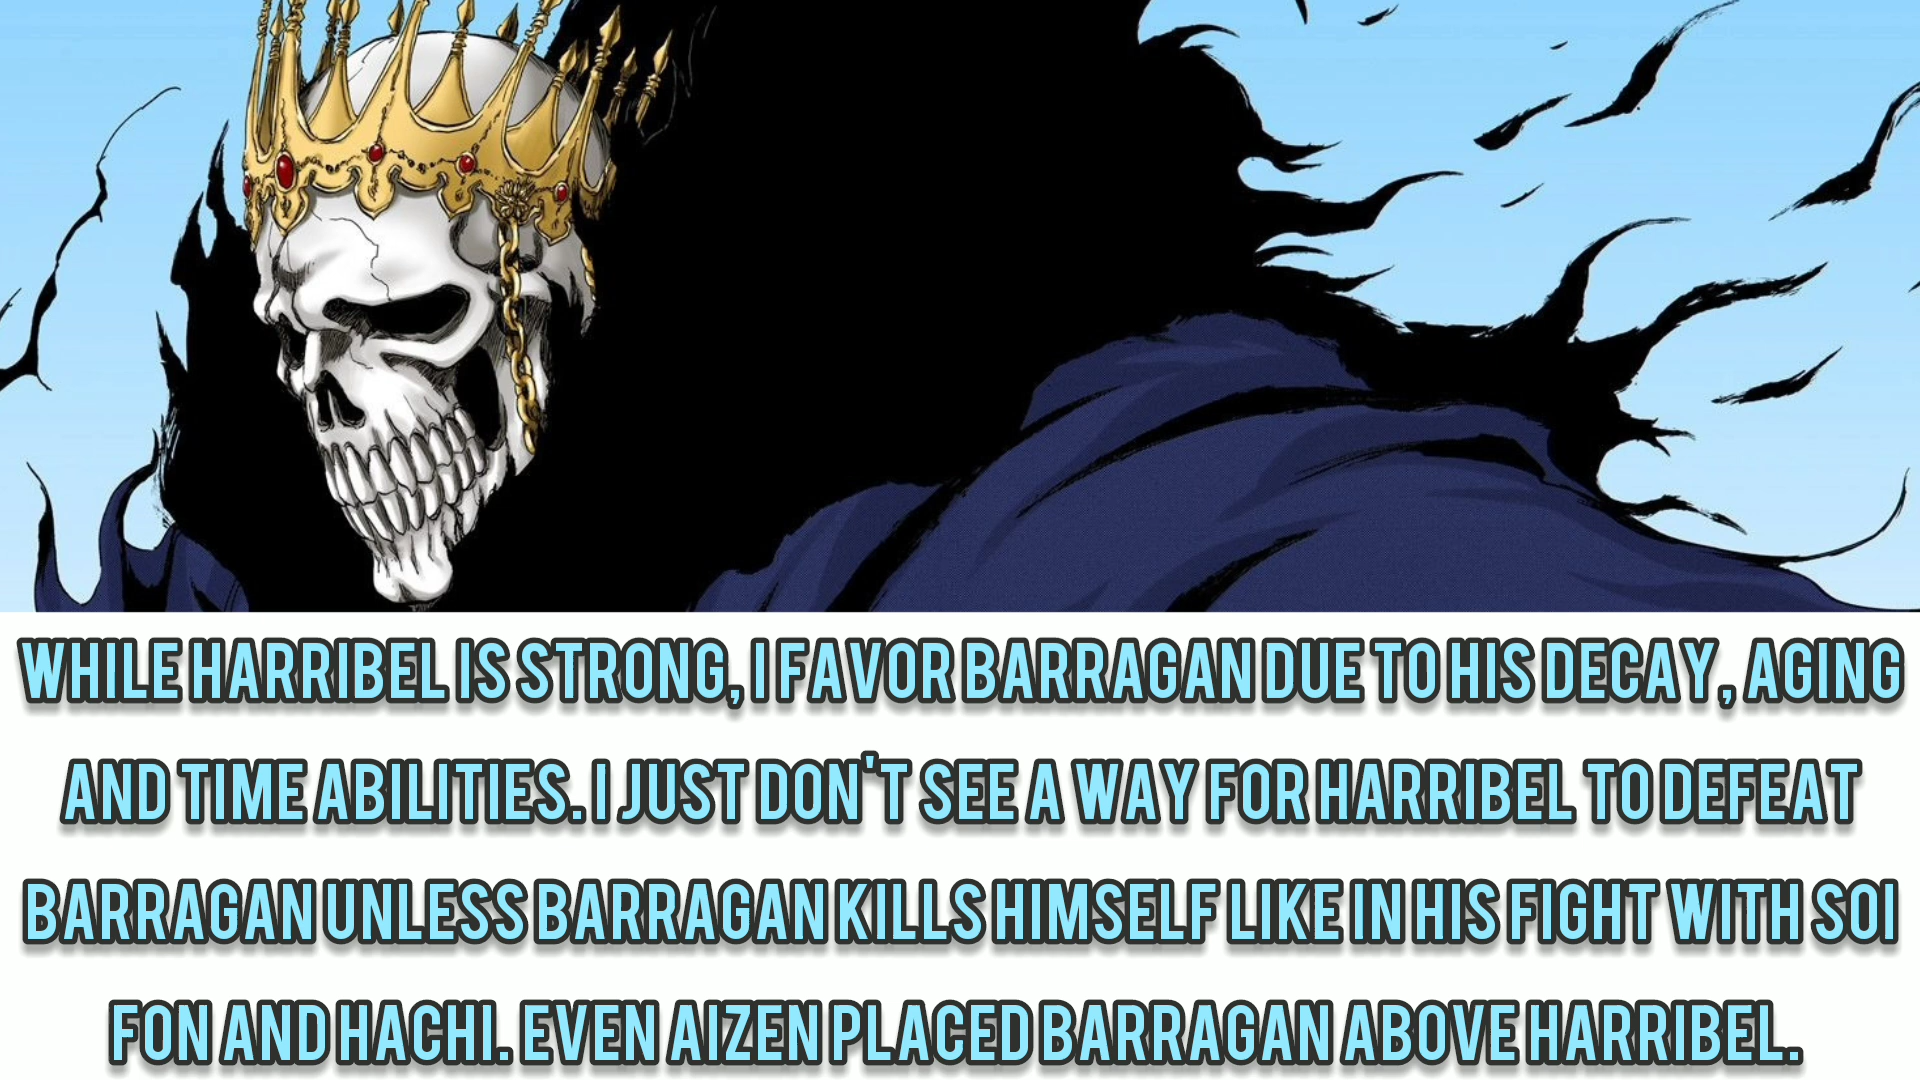 WHILE HARRIBEL IS STRONG, I FAVOR BARRAGAN DUE TO HIS DECAY, AGING
AND TIME ABILITIES. I JUST DON'T SEE A WAY FOR HARRIBEL TO DEFEAT
BARRAGAN UNLESS BARRAGAN KILLS HIMSELF LIKE IN HIS FIGHT WITH SOI
FON AND HACHI. EVEN AIZEN PLACED BARRAGAN ABOVE HARRIBEL.